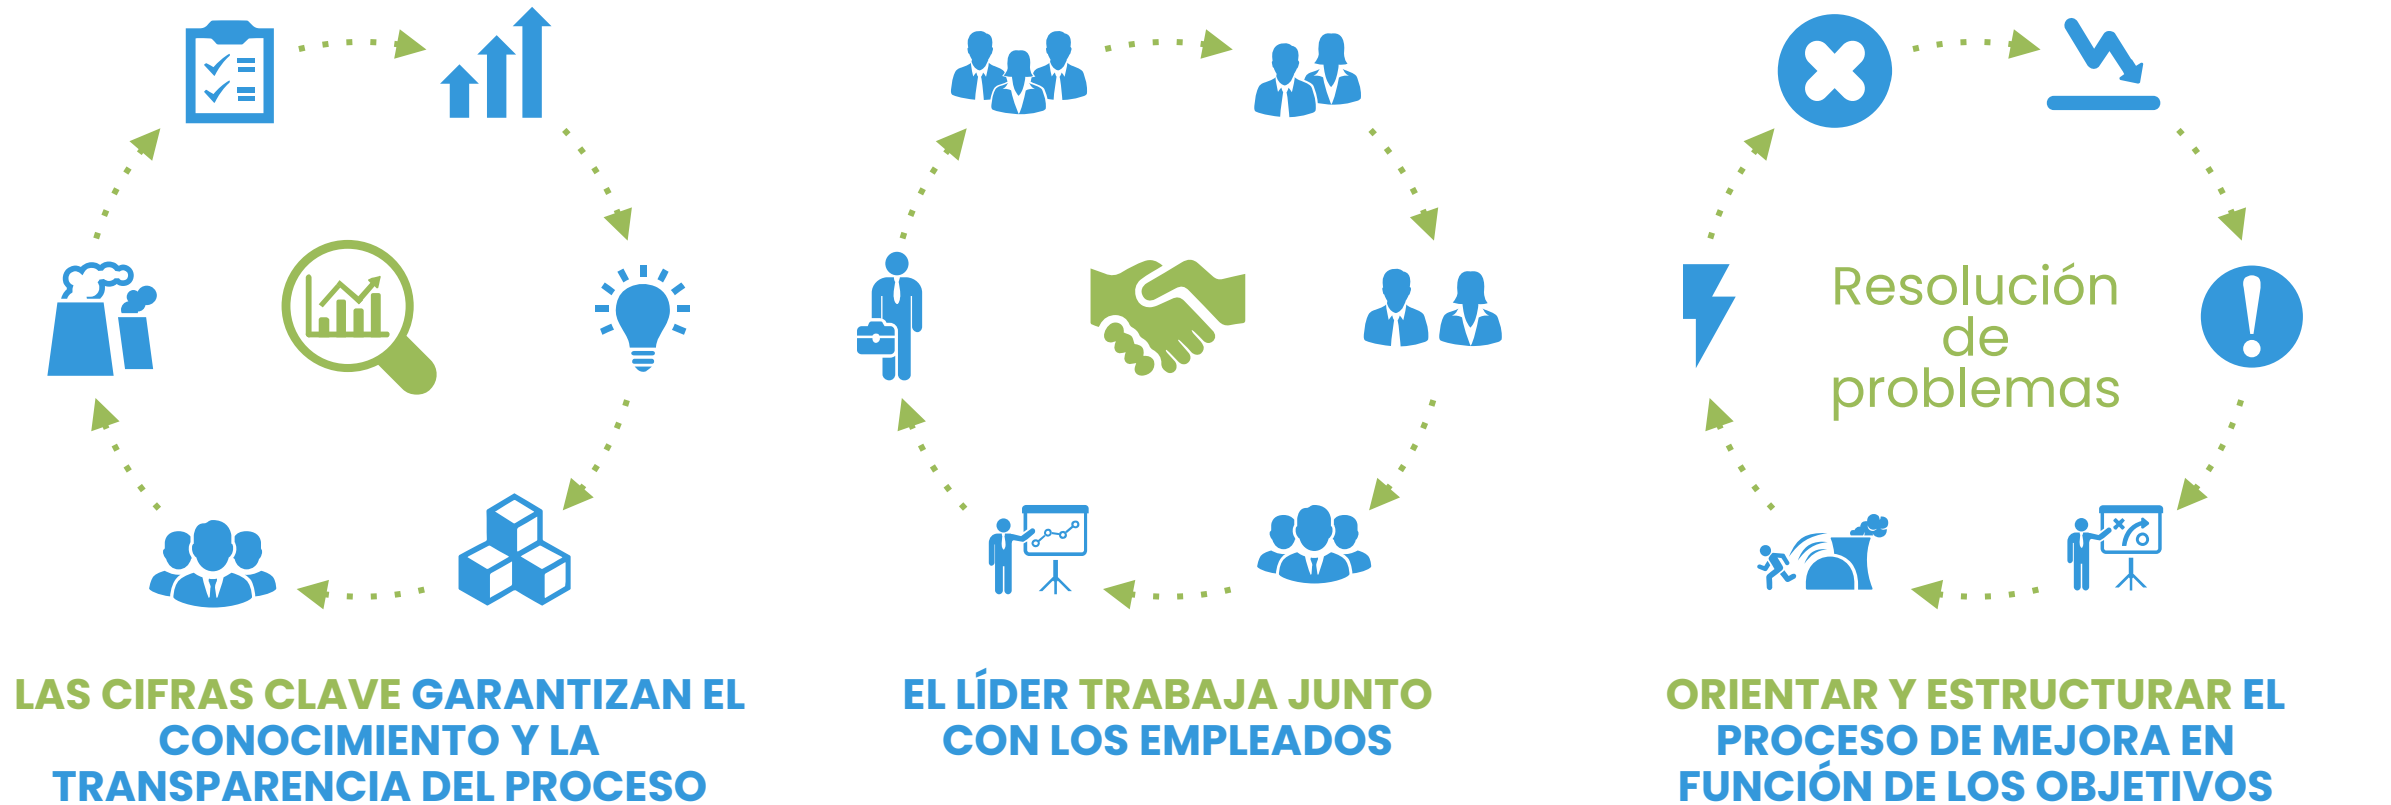 Resolución
de
problemas
LAS CIFRAS CLAVE GARANTIZAN EL
CONOCIMIENTO Y LA
TRANSPARENCIA DEL PROCESO
EL LÍDER TRABAJA JUNTO
CON LOS EMPLEADOS
ORIENTAR Y ESTRUCTURAR EL
PROCESO DE MEJORA EN
FUNCIÓN DE LOS OBJETIVOS